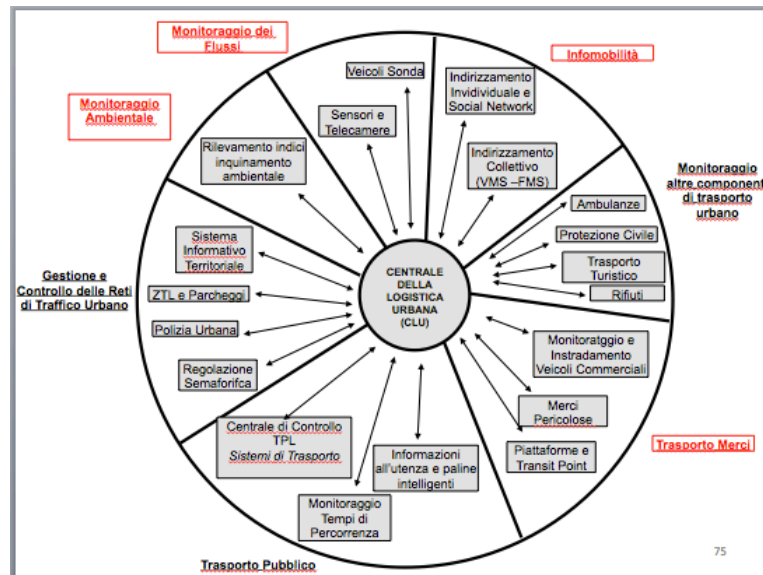 Monitoraggio dei
Flussi
Infomobilità
Monitoraggio
Ambientale
Veicoli Sonda
Sensori e
Telecamere
Indirizzamento
Invidividuale e
Social Network
Rilevamento indici
inquinamento
ambientale
Indirizzamento
Collettivo
(VMS –FMS)
Monitoraggio
altre component
di trasporto
urbano
Ambulanze
Protezione Civile
Trasporto
Turistico
Rifiuti
Sistema
Informativo
Territoriale
Gestione e
Controllo delle Reti
di Traffico Urbano
ZTL e Parcheggi
Polizia Urbana
Regolazione
Semaforifca
CENTRALE
DELLA
LOGISTICA
URBANA
(CLU)
Monitoratggio e
Instradamento
Veicoli Commerciali
Merci
Pericolose
Piattaforme e
Transit Point
Trasporto Merci
Centrale di Controllo
TPL
Sistemi di Trasporto
Informazioni
all'utenza e paline
intelligenti
Monitoraggio
Tempi di
Percorrenza
Trasporto Pubblico
75